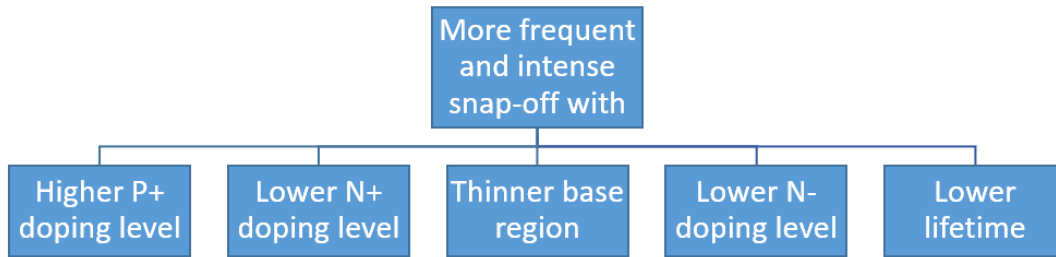 More frequent
and intense
snap-off with
Higher P+
doping level
Lower N+
doping level
Thinner base
region
Lower N-
doping level
Lower
lifetime